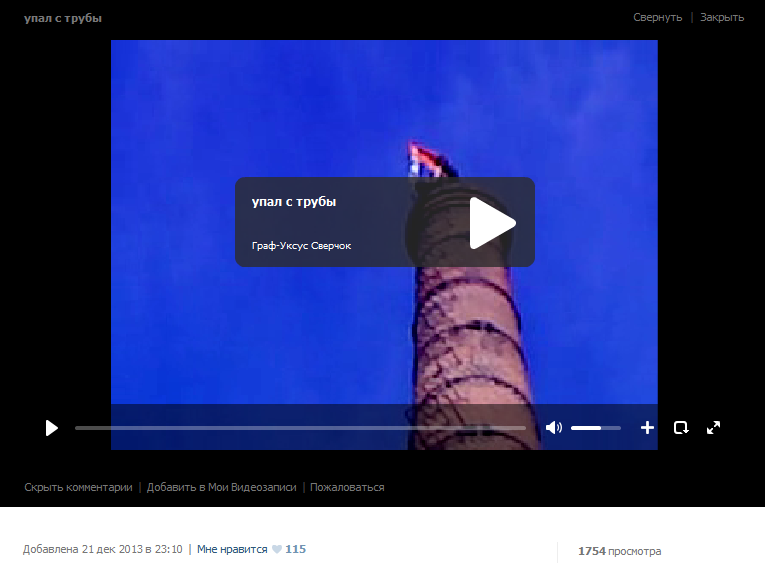 упал с трубы
Свернуть | Закрыть
упал с трубы
Граф-Уксус Сверчок
Скрыть комментарии | Добавить в Мои Видеозаписи | Пожаловаться
Добавлена 21 дек 2013 в 23:10 | Мне нравится 115
1754 просмотра